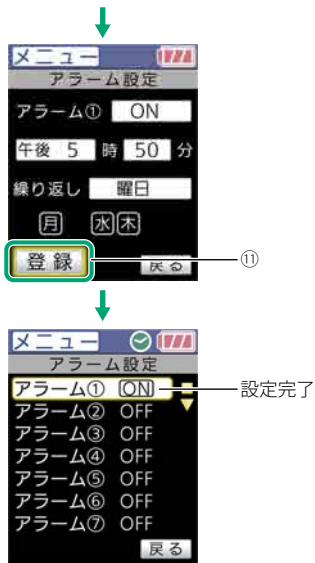 メニュー
アラーム設定
アラーム① ON
午後 5 時 50 分
繰り返し 曜日
月 水 木
登録 戻る ⑪
メニュー
アラーム設定
アラーム① ON 設定完了
アラーム② OFF
アラーム③ OFF
アラーム④ OFF
アラーム⑤ OFF
アラーム⑥ OFF
アラーム⑦ OFF
戻る